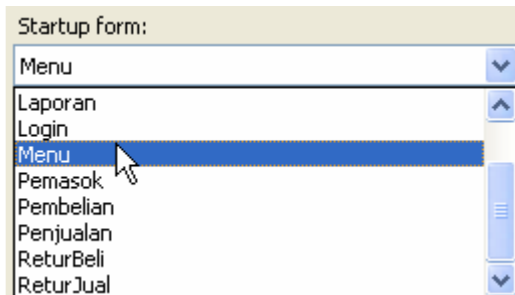 Startup form:
Menu
Laporan
Login
Menu
Pemasok
Pembelian
Penjualan
ReturBeli
ReturJual